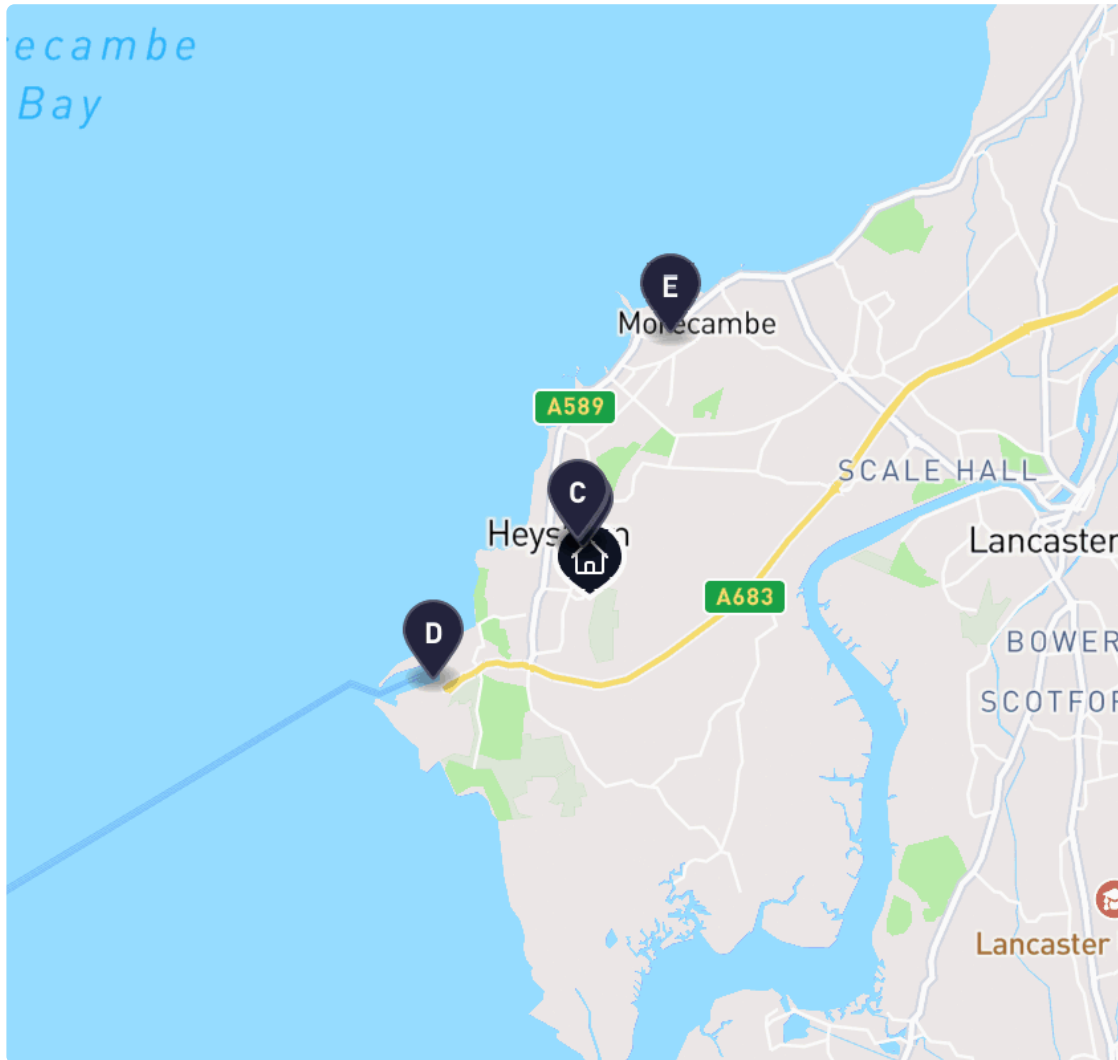 ecambe
Bay
E
Morecambe
A589
SCALE HALL
C
Heysham
Lancaster
A683
D
BOWER
SCOTFOR
Lancaster